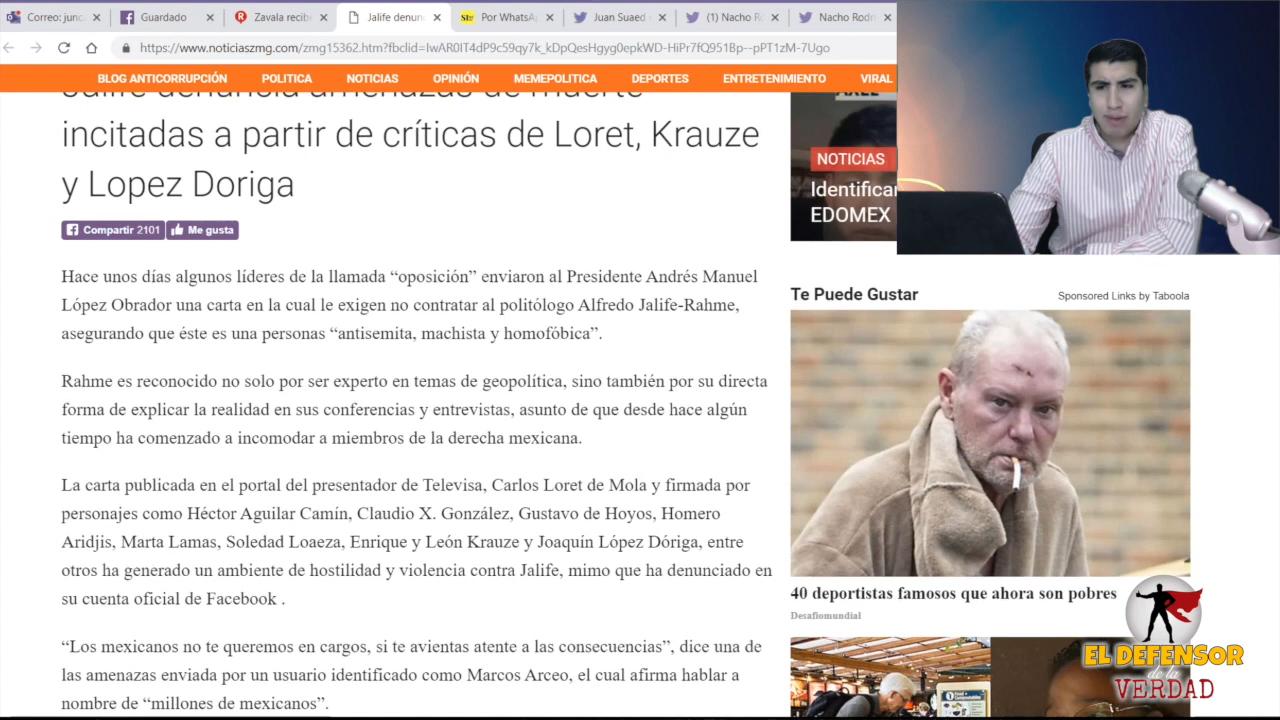 Correo: junc
Guardado
Zavala recib
Jalife denun
Por WhatsA
Juan Suaed
(1) Nacho Ro
Nacho Rodr
https://www.noticiaszmg.com/zmg15362.htm?fbclid=IwAR0IT4dP9c59qy7k_kDpQesHgyg0epkWD-HiPr7fQ951Bp--pPT1zM-7Ugo
BLOG ANTICORRUPCIÓN POLITICA NOTICIAS OPINIÓN MEMEPOLITICA DEPORTES ENTRETENIMIENTO VIRAL
Jalife denuncia amenazas de muerte
incitadas a partir de críticas de Loret, Krauze
y Lopez Doriga
Compartir 2101 Me gusta
Hace unos días algunos líderes de la llamada “oposición” enviaron al Presidente Andrés Manuel
López Obrador una carta en la cual le exigen no contratar al politólogo Alfredo Jalife-Rahme,
asegurando que éste es una personas “antisemita, machista y homofóbica”.
Rahme es reconocido no solo por ser experto en temas de geopolítica, sino también por su directa
forma de explicar la realidad en sus conferencias y entrevistas, asunto de que desde hace algún
tiempo ha comenzado a incomodar a miembros de la derecha mexicana.
La carta publicada en el portal del presentador de Televisa, Carlos Loret de Mola y firmada por
personajes como Héctor Aguilar Camín, Claudio X. González, Gustavo de Hoyos, Homero
Aridjis, Marta Lamas, Soledad Loaeza, Enrique y León Krauze y Joaquín López Dóriga, entre
otros ha generado un ambiente de hostilidad y violencia contra Jalife, mimo que ha denunciado en
su cuenta oficial de Facebook .
“Los mexicanos no te queremos en cargos, si te avientas atente a las consecuencias”, dice una de
las amenazas enviada por un usuario identificado como Marcos Arceo, el cual afirma hablar a
nombre de “millones de mexicanos”.
NOTICIAS
Identifica
EDOMEX
Te Puede Gustar
Sponsored Links by Taboola
40 deportistas famosos que ahora son pobres
Desafiomundial
EL DEFENSOR
de la
VERDAD